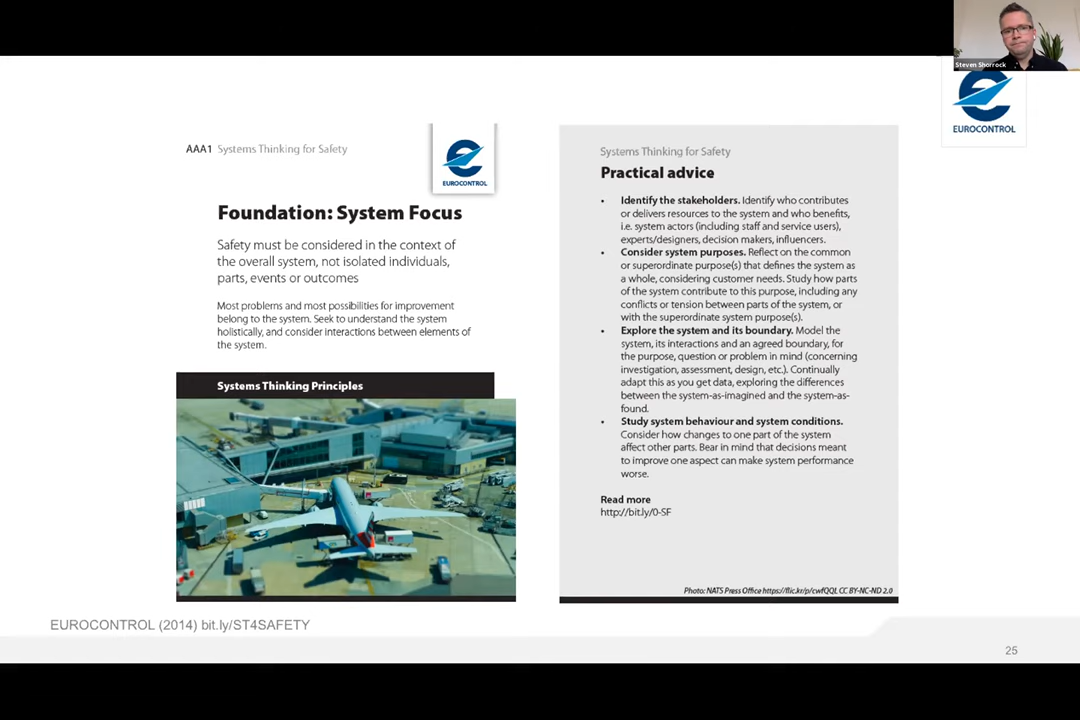 Steven Shorrock
EUROCONTROL
AAA1 Systems Thinking for Safety
EUROCONTROL
Foundation: System Focus
Safety must be considered in the context of
the overall system, not isolated individuals,
parts, events or outcomes
Most problems and most possibilities for improvement
belong to the system. Seek to understand the system
holistically, and consider interactions between elements of
the system.
Systems Thinking Principles
Systems Thinking for Safety
Practical advice
• Identify the stakeholders. Identify who contributes
or delivers resources to the system and who benefits,
i.e. system actors (including staff and service users),
experts/designers, decision makers, influencers.
• Consider system purposes. Reflect on the common
or superordinate purpose(s) that defines the system as
a whole, considering customer needs. Study how parts
of the system contribute to this purpose, including any
conflicts or tension between parts of the system, or
with the superordinate system purpose(s).
• Explore the system and its boundary. Model the
system, its interactions and an agreed boundary, for
the purpose, question or problem in mind (concerning
investigation, assessment, design, etc.). Continually
adapt this as you get data, exploring the differences
between the system-as-imagined and the system-as-
found.
• Study system behaviour and system conditions.
Consider how changes to one part of the system
affect other parts. Bear in mind that decisions meant
to improve one aspect can make system performance
worse.
Read more
http://bit.ly/0-SF
Photo: NATS Press Office https://flic.kr/p/cwfQQL CC BY-NC-ND 2.0
EUROCONTROL (2014) bit.ly/ST4SAFETY
25